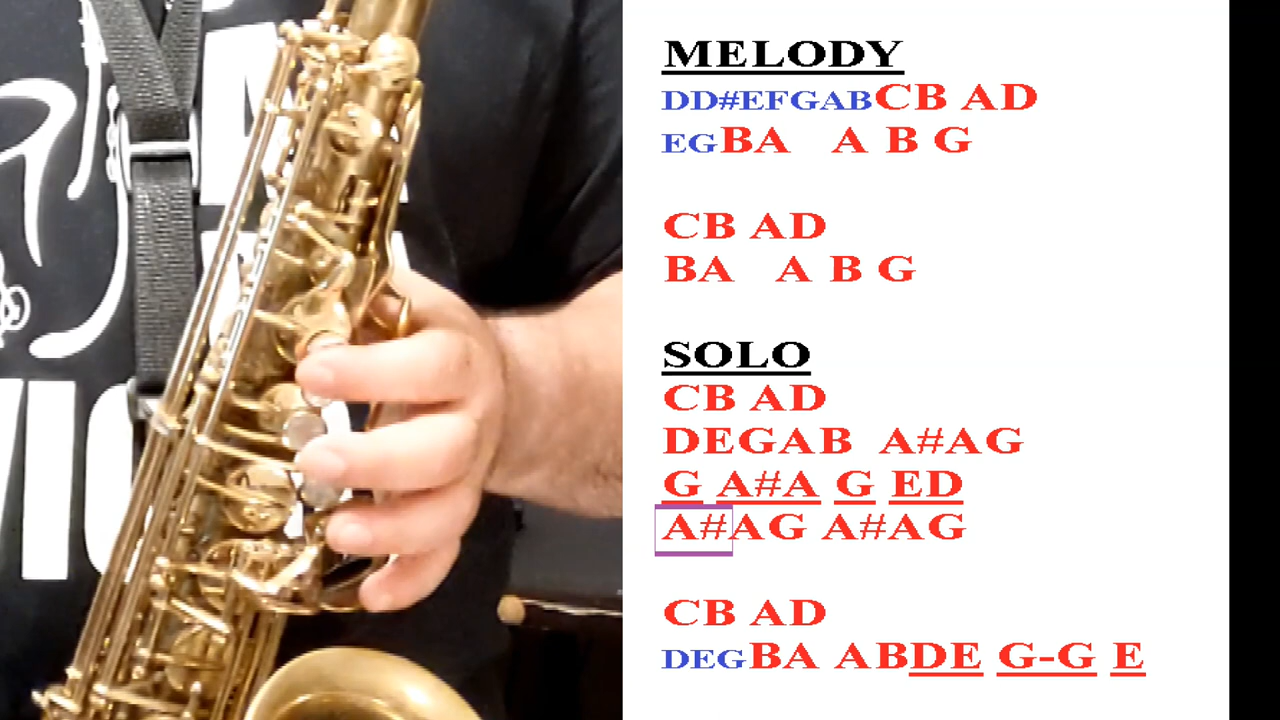 MELODY
DD#EFGABCB AD
EGBA A B G
CB AD
BA A B G
SOLO
CB AD
DEGAB A#AG
G A#A G ED
A#AG A#AG
CB AD
DEGBA ABDE G-G E